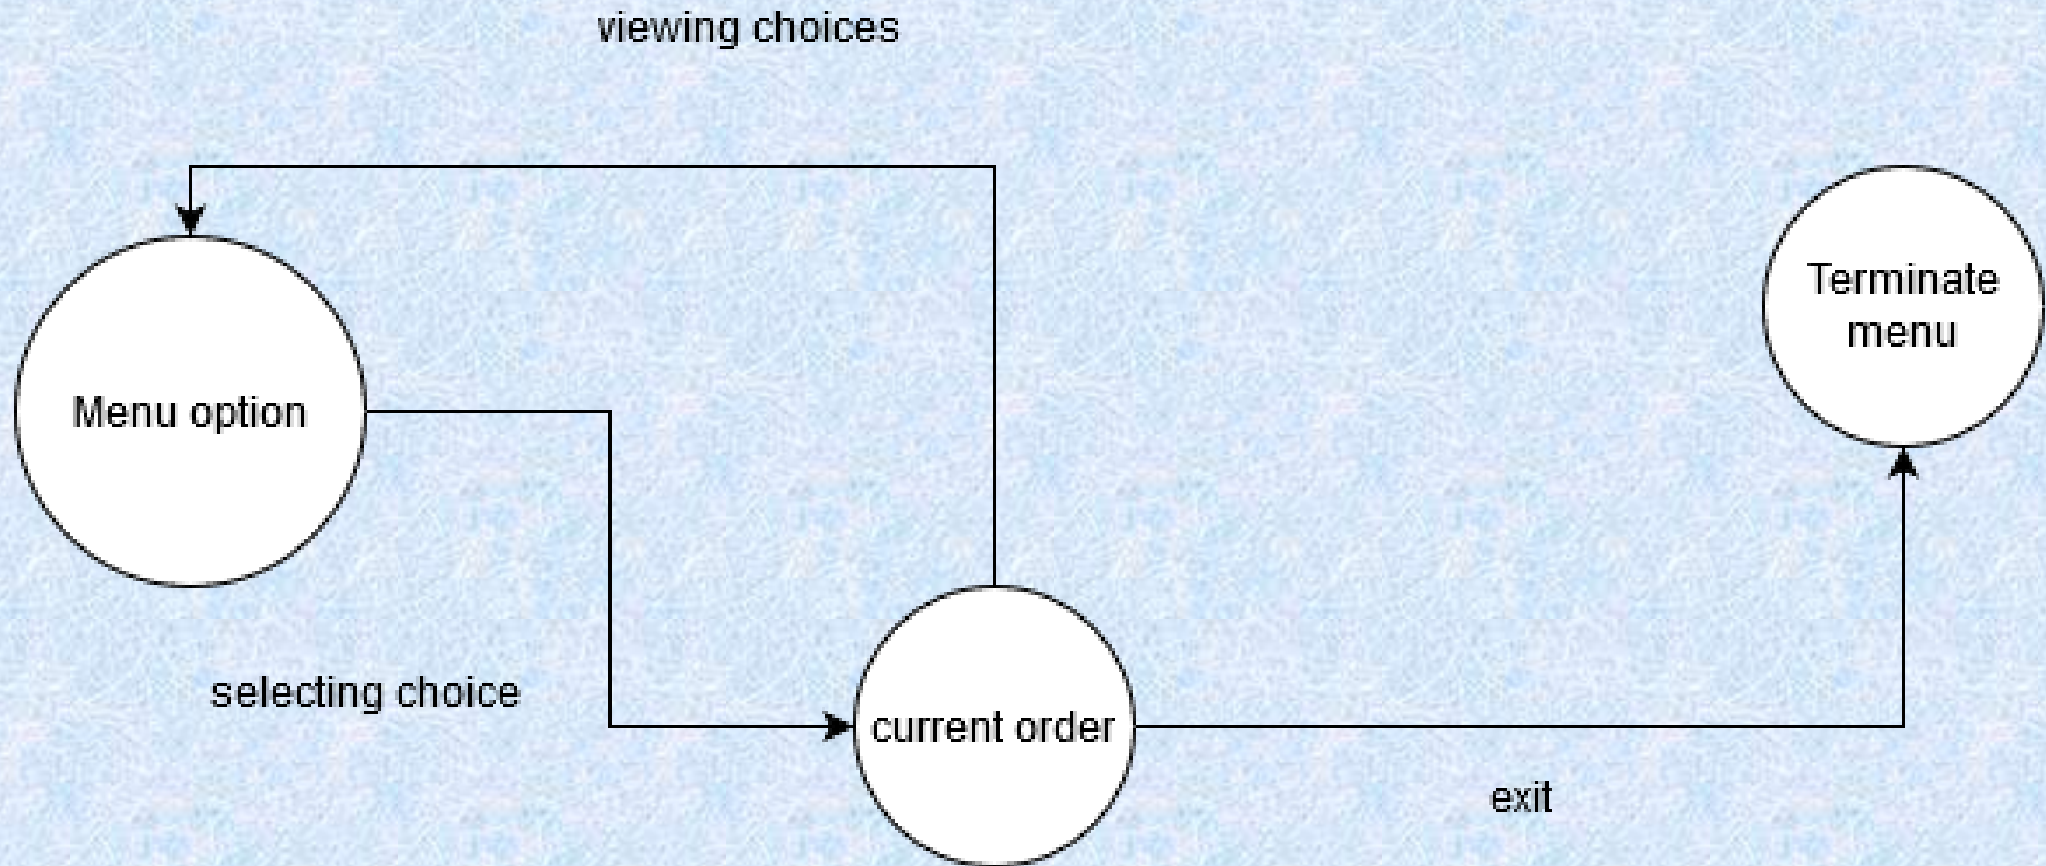 viewing choices
Terminate
menu
Menu option
selecting choice
current order
exit